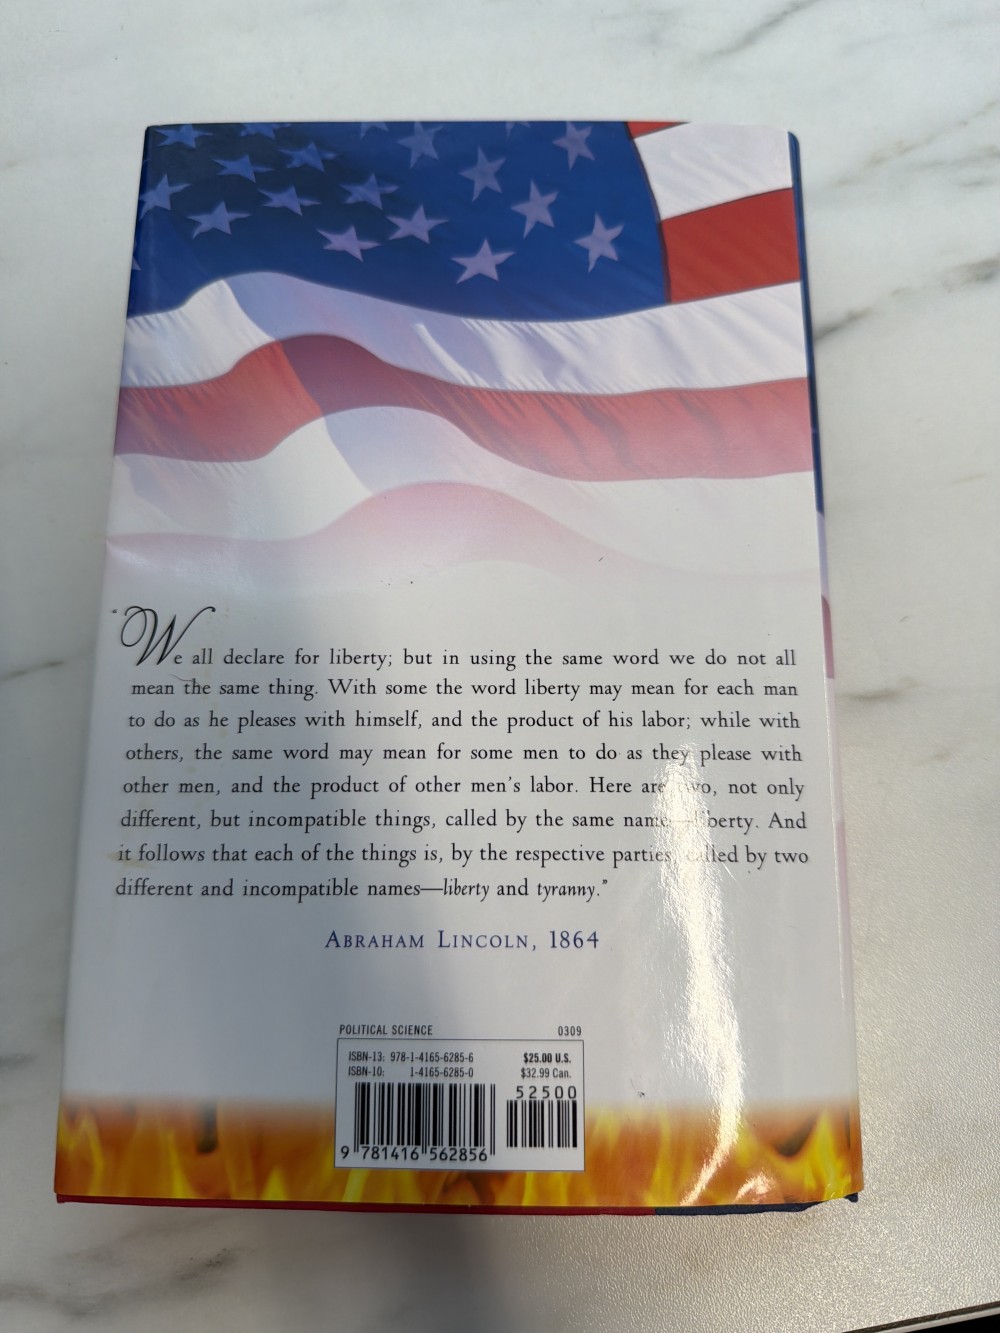 "We all declare for liberty; but in using the same word we do not all
mean the same thing. With some the word liberty may mean for each man
to do as he pleases with himself, and the product of his labor; while with
others, the same word may mean for some men to do as they please with
other men, and the product of other men's labor. Here are two, not only
different, but incompatible things, called by the same name—liberty. And
it follows that each of the things is, by the respective parties, called by two
different and incompatible names—liberty and tyranny."
ABRAHAM LINCOLN, 1864
POLITICAL SCIENCE 0309
ISBN-13: 978-1-4165-6285-6 $25.00 U.S.
ISBN-10: 1-4165-6285-0 $32.99 Can.
52500
9 781416 562856